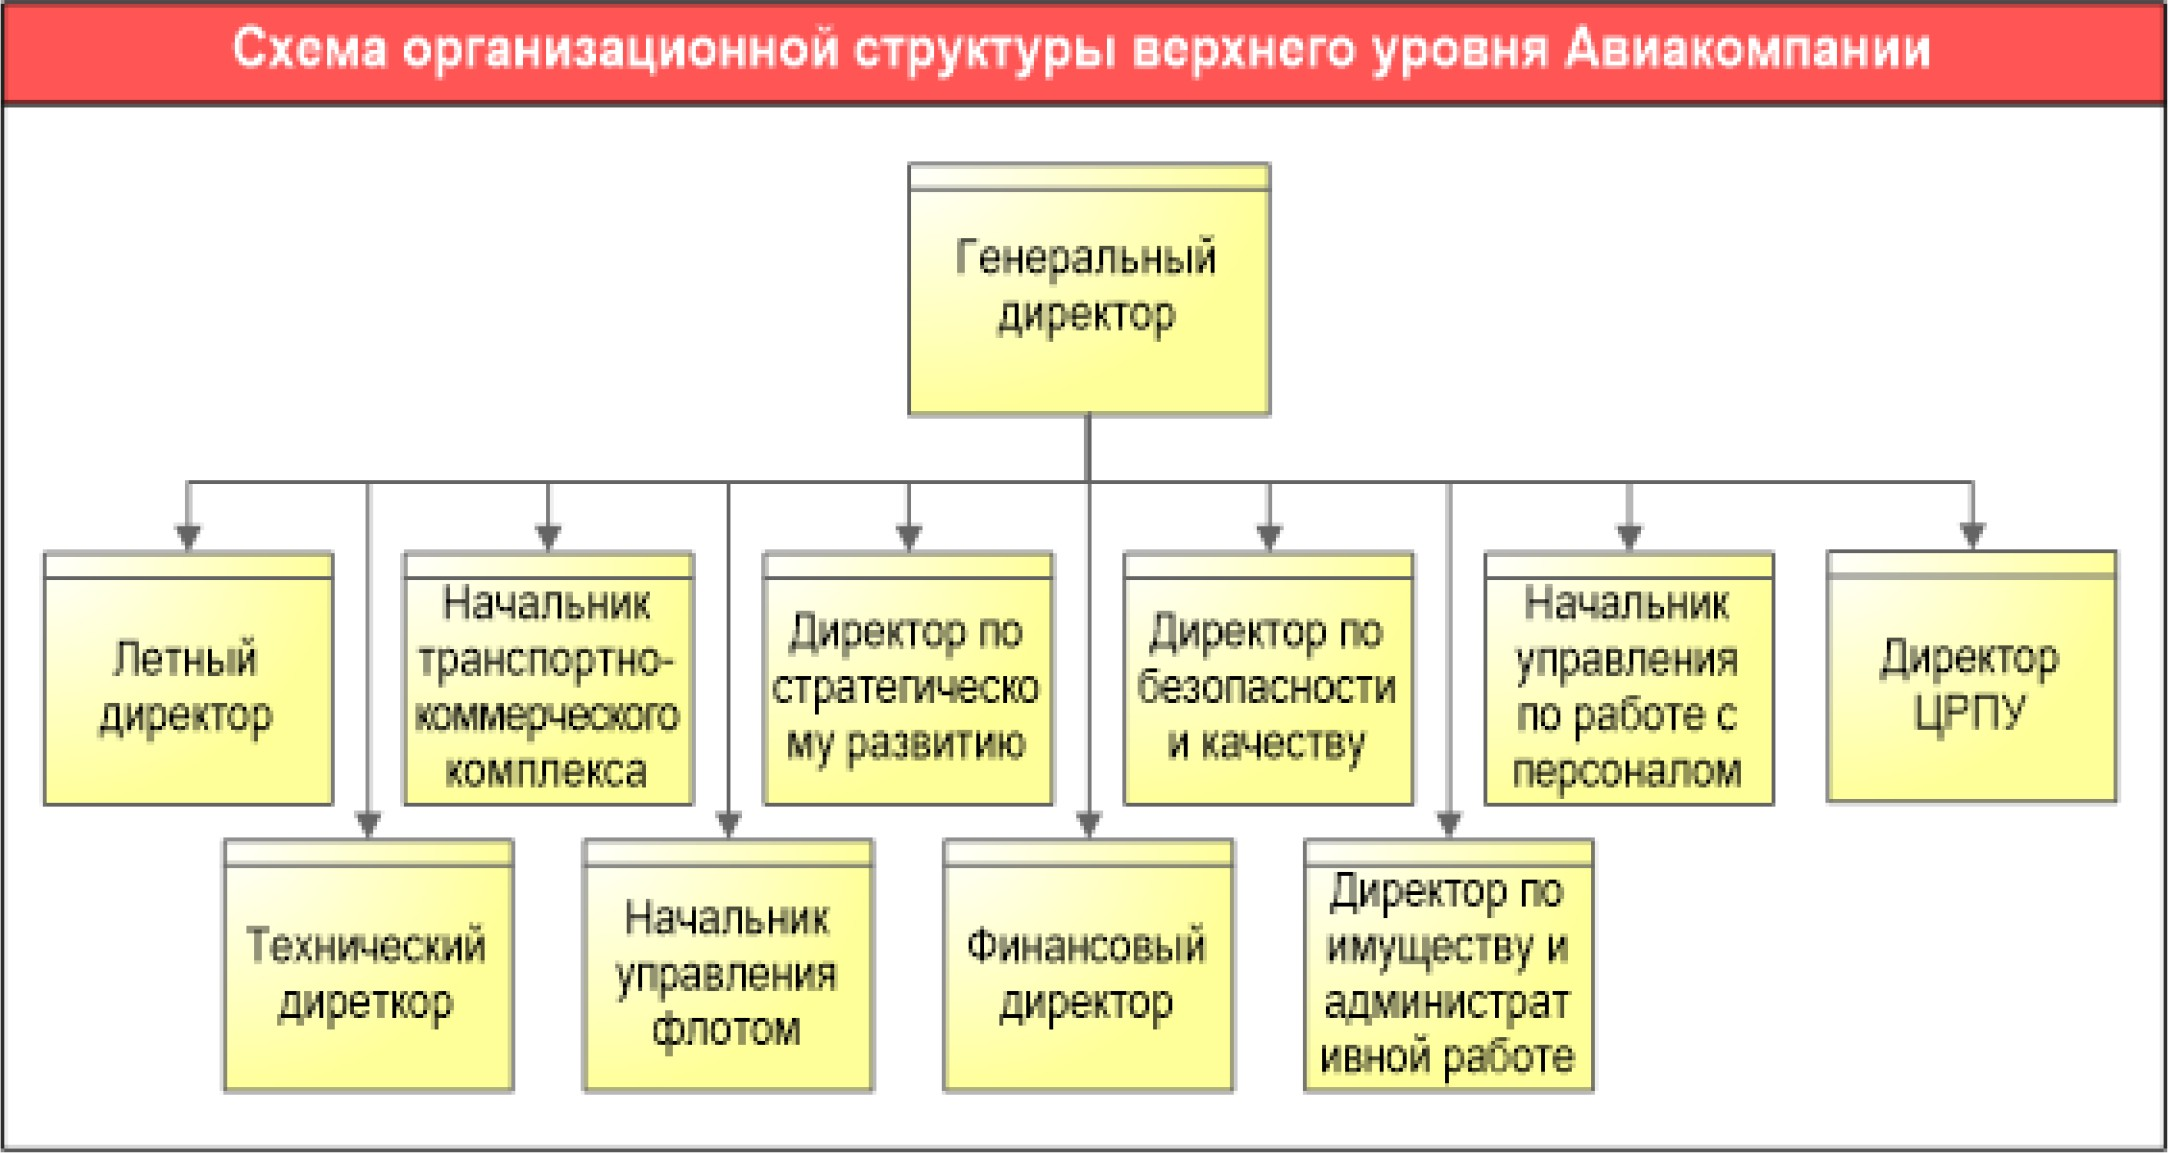 Схема организационной структуры верхнего уровня Авиакомпании
Генеральный
директор
Летный
директор
Начальник
транспортно-
коммерческого
комплекса
Директор по
стратегическо
му развитию
Директор по
безопасности
и качеству
Начальник
управления
по работе с
персоналом
Директор
ЦРПУ
Технический
диреткор
Начальник
управления
флотом
Финансовый
директор
Директор по
имуществу и
администрат
ивной работе